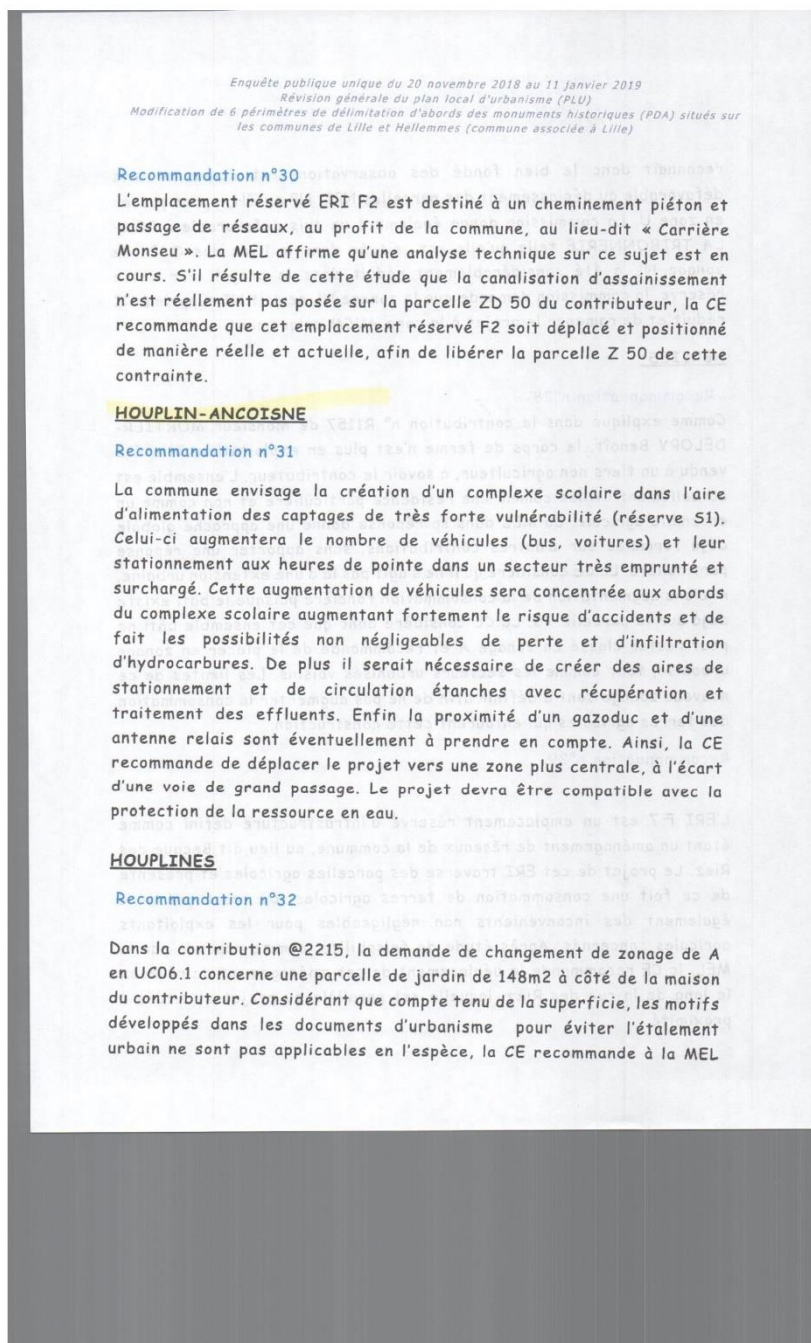 Enquête publique unique du 20 novembre 2018 au 11 janvier 2019
Révision générale du plan local d'urbanisme (PLU)
Modification de 6 périmètres de délimitation d'abords des monuments historiques (PDA) situés sur
les communes de Lille et Hellemmes (commune associée à Lille)
Recommandation n°30
L'emplacement réservé ERI F2 est destiné à un cheminement piéton et
passage de réseaux, au profit de la commune, au lieu-dit « Carrière
Monseu ». La MEL affirme qu'une analyse technique sur ce sujet est en
cours. S'il résulte de cette étude que la canalisation d'assainissement
n'est réellement pas posée sur la parcelle ZD 50 du contributeur, la CE
recommande que cet emplacement réservé F2 soit déplacé et positionné
de manière réelle et actuelle, afin de libérer la parcelle Z 50 de cette
contrainte.
HOUPLIN-ANCOISNE
Recommandation n°31
La commune envisage la création d'un complexe scolaire dans l'aire
d'alimentation des captages de très forte vulnérabilité (réserve S1).
Celui-ci augmentera le nombre de véhicules (bus, voitures) et leur
stationnement aux heures de pointe dans un secteur très emprunté et
surchargé. Cette augmentation de véhicules sera concentrée aux abords
du complexe scolaire augmentant fortement le risque d'accidents et de
fait les possibilités non négligeables de perte et d'infiltration
d'hydrocarbures. De plus il serait nécessaire de créer des aires de
stationnement et de circulation étanches avec récupération et
traitement des effluents. Enfin la proximité d'un gazoduc et d'une
antenne relais sont éventuellement à prendre en compte. Ainsi, la CE
recommande de déplacer le projet vers une zone plus centrale, à l'écart
d'une voie de grand passage. Le projet devra être compatible avec la
protection de la ressource en eau.
HOUPLINES
Recommandation n°32
Dans la contribution @2215, la demande de changement de zonage de A
en UC06.1 concerne une parcelle de jardin de 148m2 à côté de la maison
du contributeur. Considérant que compte tenu de la superficie, les motifs
développés dans les documents d'urbanisme pour éviter l'étalement
urbain ne sont pas applicables en l'espèce, la CE recommande à la MEL